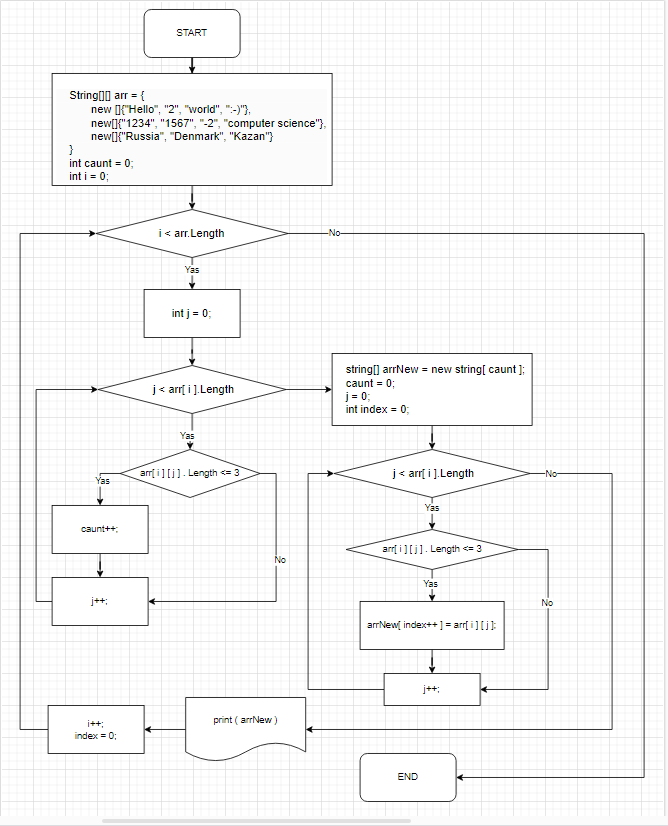 START
String[][] arr = {
new []{"Hello", "2", "world", ":-)"},
new[]{"1234", "1567", "-2", "computer science"},
new[]{"Russia", "Denmark", "Kazan"}
}
int caunt = 0;
int i = 0;
i < arr.Length
No
Yas
int j = 0;
j < arr[ i ].Length
string[] arrNew = new string[ caunt ];
caunt = 0;
j = 0;
int index = 0;
Yas
arr[ i ] [ j ] . Length <= 3
Yas
caunt++;
No
j++;
j < arr[ i ].Length
No
Yas
arr[ i ] [ j ] . Length <= 3
Yas
No
arrNew[ index++ ] = arr[ i ] [ j ];
j++;
print ( arrNew )
i++;
index = 0;
END